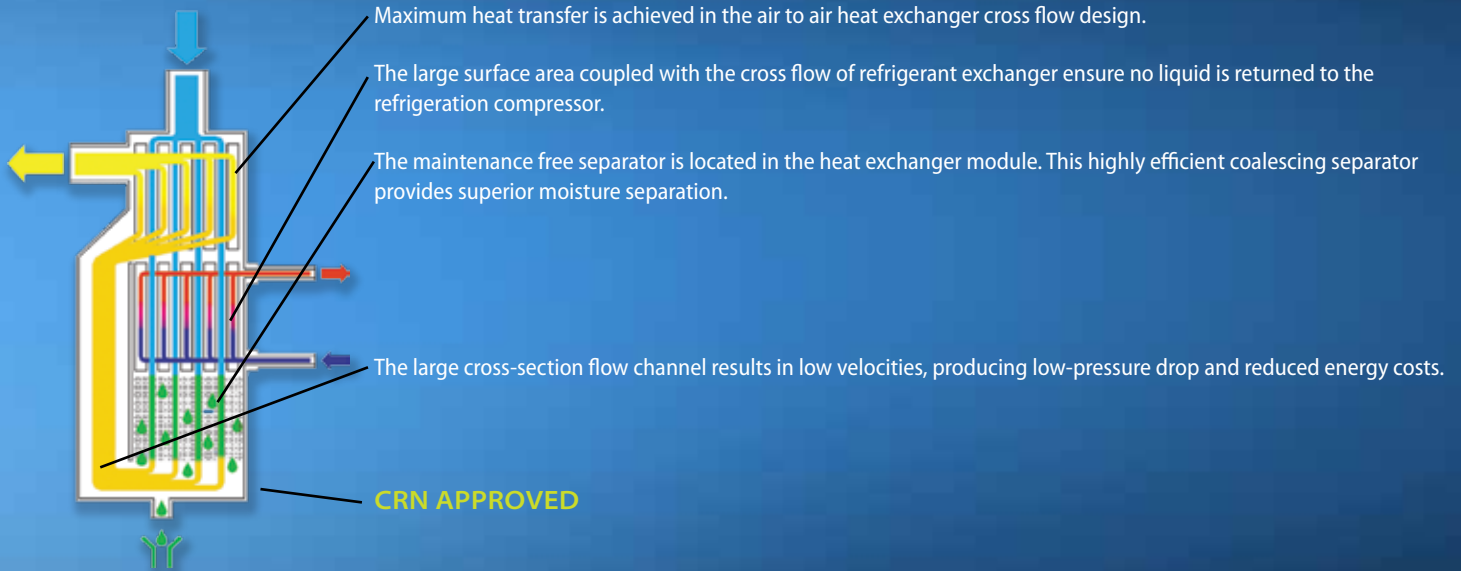 Maximum heat transfer is achieved in the air to air heat exchanger cross flow design.
The large surface area coupled with the cross flow of refrigerant exchanger ensure no liquid is returned to the
refrigeration compressor.
The maintenance free separator is located in the heat exchanger module. This highly efficient coalescing separator
provides superior moisture separation.
The large cross-section flow channel results in low velocities, producing low-pressure drop and reduced energy costs.
CRN APPROVED